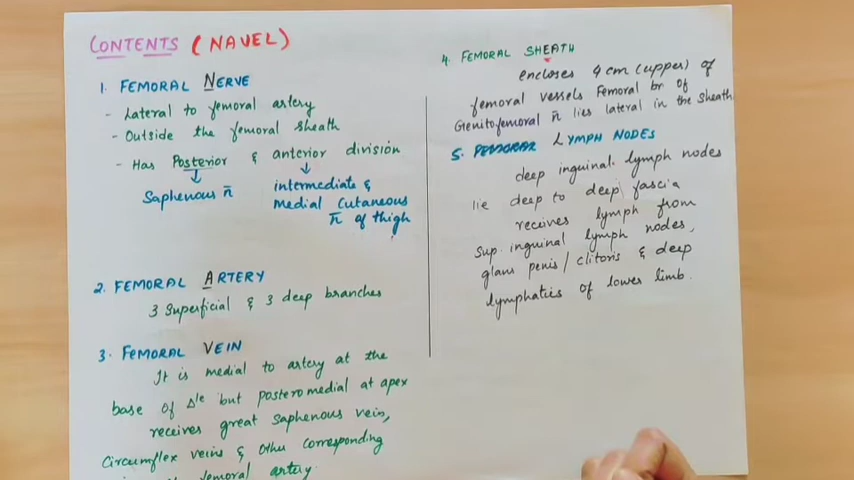 CONTENTS (NAVEL)
1. FEMORAL NERVE
- Lateral to femoral artery
- Outside the femoral sheath
- Has Posterior & anterior division
Saphenous n̄
intermediate &
medial cutaneous
n̄ of thigh
2. FEMORAL ARTERY
3 Superficial & 3 deep branches
3. FEMORAL VEIN
It is medial to artery at the
base of Δle but posteromedial at apex
receives great saphenous vein,
Circumflex veins & other corresponding
femoral artery.
4. FEMORAL SHEATH
encloses 4 cm (upper) of
femoral vessels Femoral br of
Genitofemoral n̄ lies lateral in the sheath
5. FEMORAL LYMPH NODES
deep inguinal lymph nodes
lie deep to deep fascia
receives lymph from
sup. inguinal lymph nodes,
glans penis/clitoris & deep
lymphatics of lower limb.